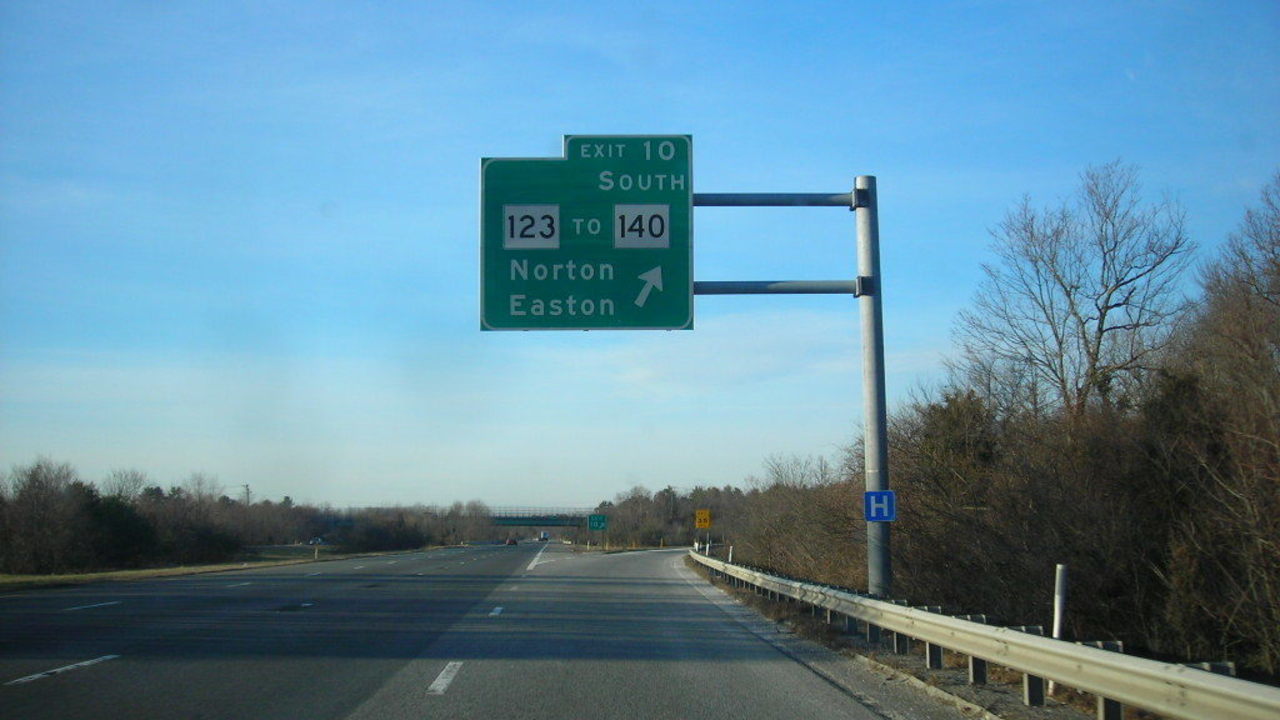 EXIT 10
SOUTH
123 TO 140
Norton
Easton
H